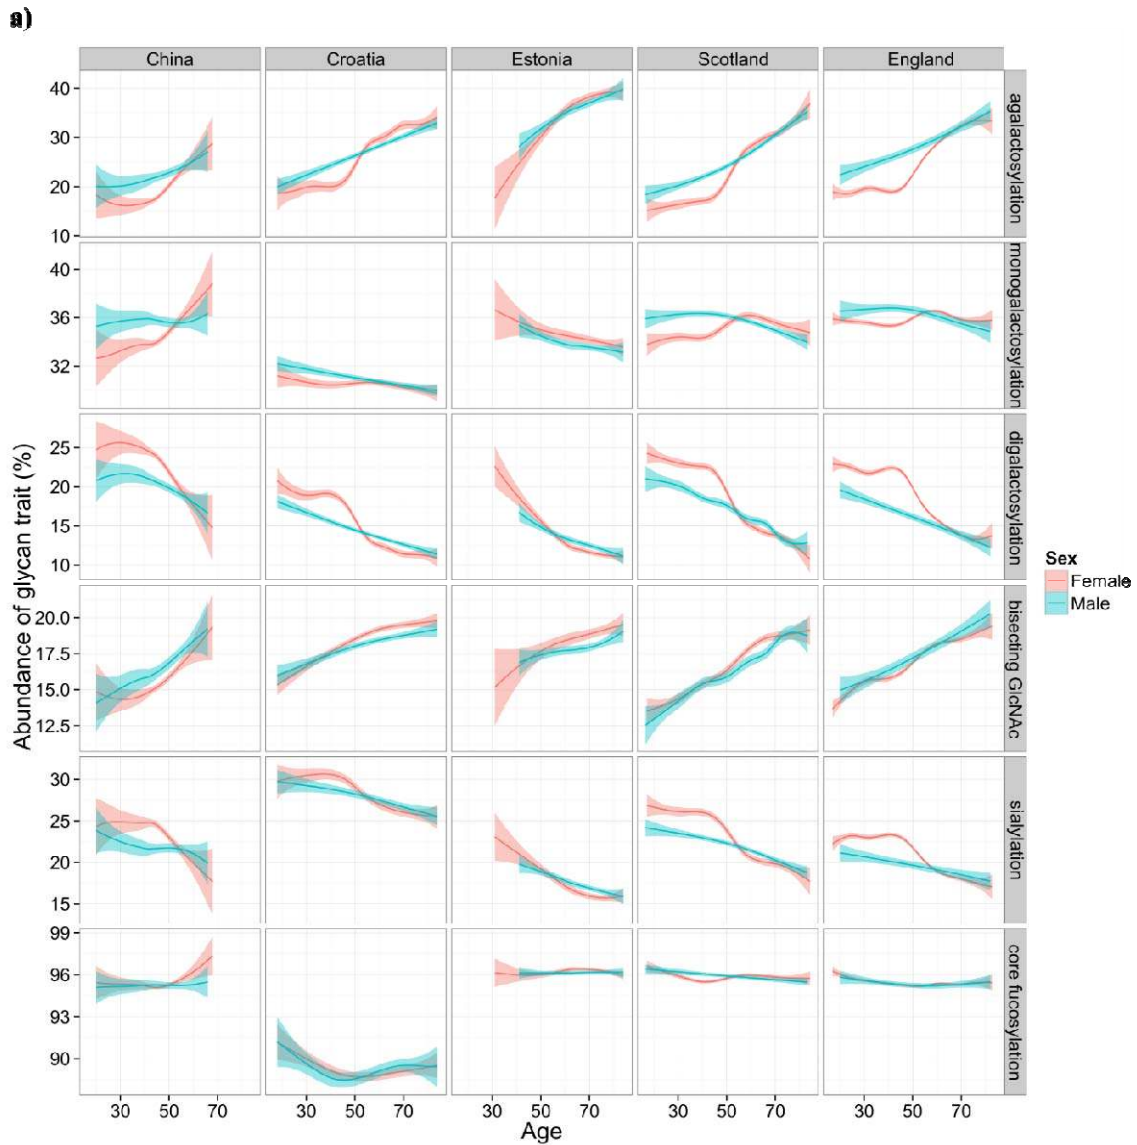 a)
China Croatia Estonia Scotland England
40
30
20
10
agalactosylation
40
36
32
monogalactosylation
25
20
15
10
digalactosylation
20.0
17.5
15.0
12.5
bisecting GlcNAc
30
25
20
15
sialylation
99
96
93
90
core fucosylation
Abundance of glycan trait (%)
30 50 70 30 50 70 30 50 70 30 50 70 30 50 70
Age
Sex
Female
Male